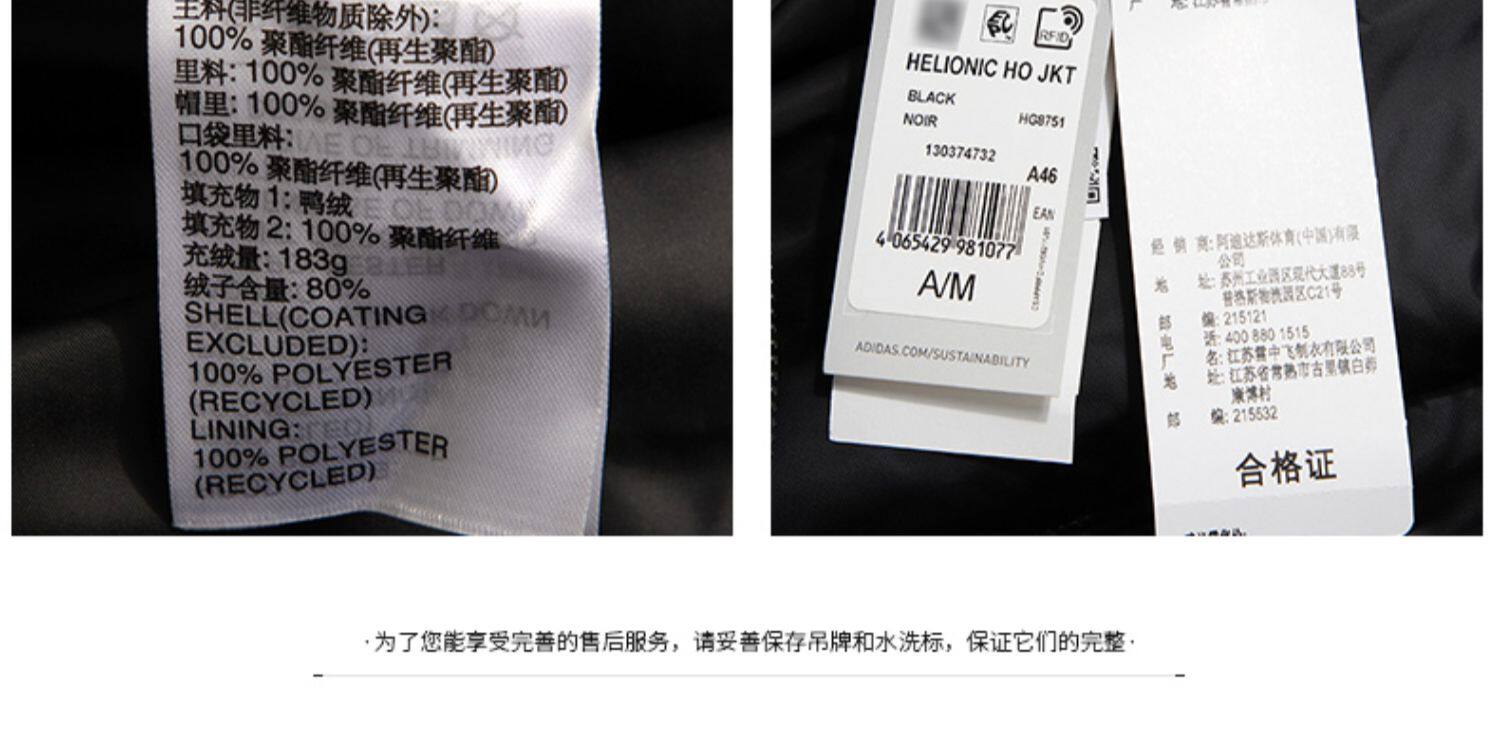 主料(非纤维物质除外):
100% 聚酯纤维(再生聚酯)
里料: 100% 聚酯纤维(再生聚酯)
帽里: 100% 聚酯纤维(再生聚酯)
口袋里料:
100% 聚酯纤维(再生聚酯)
填充物 1: 鸭绒
填充物 2: 100% 聚酯纤维
充绒量: 183g
绒子含量: 80%
SHELL(COATING
EXCLUDED):
100% POLYESTER
(RECYCLED)
LINING:
100% POLYESTER
(RECYCLED)
RFID
HELIONIC HO JKT
BLACK
NOIR HG8751
130374732
A46
EAN
4 065429 981077
A/M
ADIDAS.COM/SUSTAINABILITY
经 销 商: 阿迪达斯体育(中国)有限
公司
地 址: 苏州工业园区现代大道88号
普洛斯物流园区C21号
邮 编: 215121
电 话: 400 880 1515
厂 名: 江苏雪中飞制衣有限公司
地 址: 江苏省常熟市古里镇白茆
康博村
邮 编: 215532
合格证
·为了您能享受完善的售后服务，请妥善保存吊牌和水洗标，保证它们的完整·